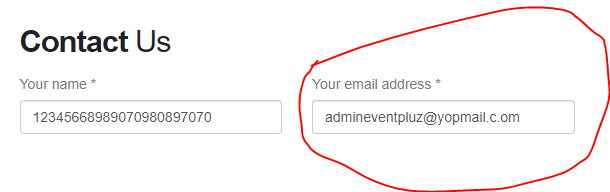 Contact Us
Your name *
Your email address *
12345668989070980897070
admineventpluz@yopmail.c.om